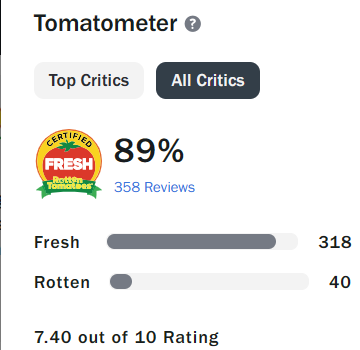 Tomatometer ?
Top Critics All Critics
CERTIFIED
FRESH
Rotten
Tomatoes
89%
358 Reviews
Fresh 318
Rotten 40
7.40 out of 10 Rating